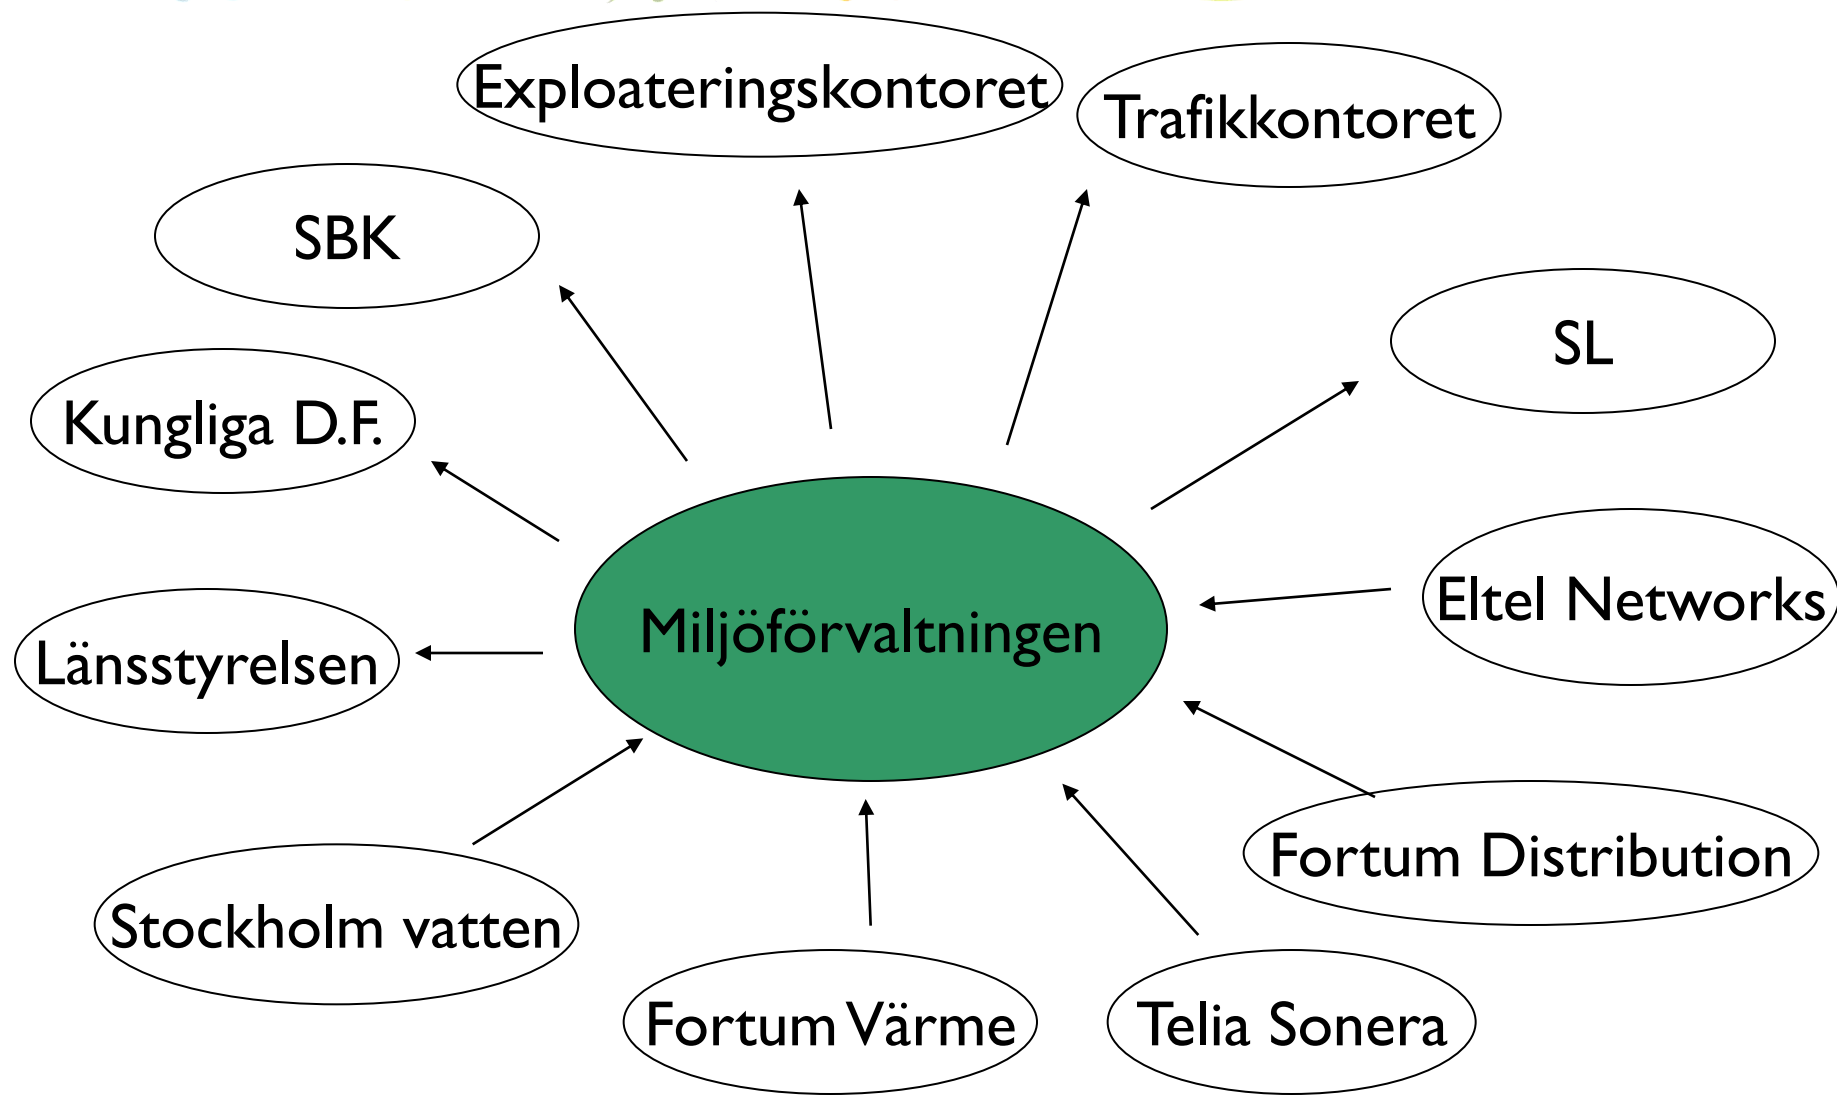 Exploateringskontoret
Trafikkontoret
SBK
SL
Kungliga D.F.
Eltel Networks
Miljöförvaltningen
Länsstyrelsen
Fortum Distribution
Stockholm vatten
Fortum Värme
Telia Sonera